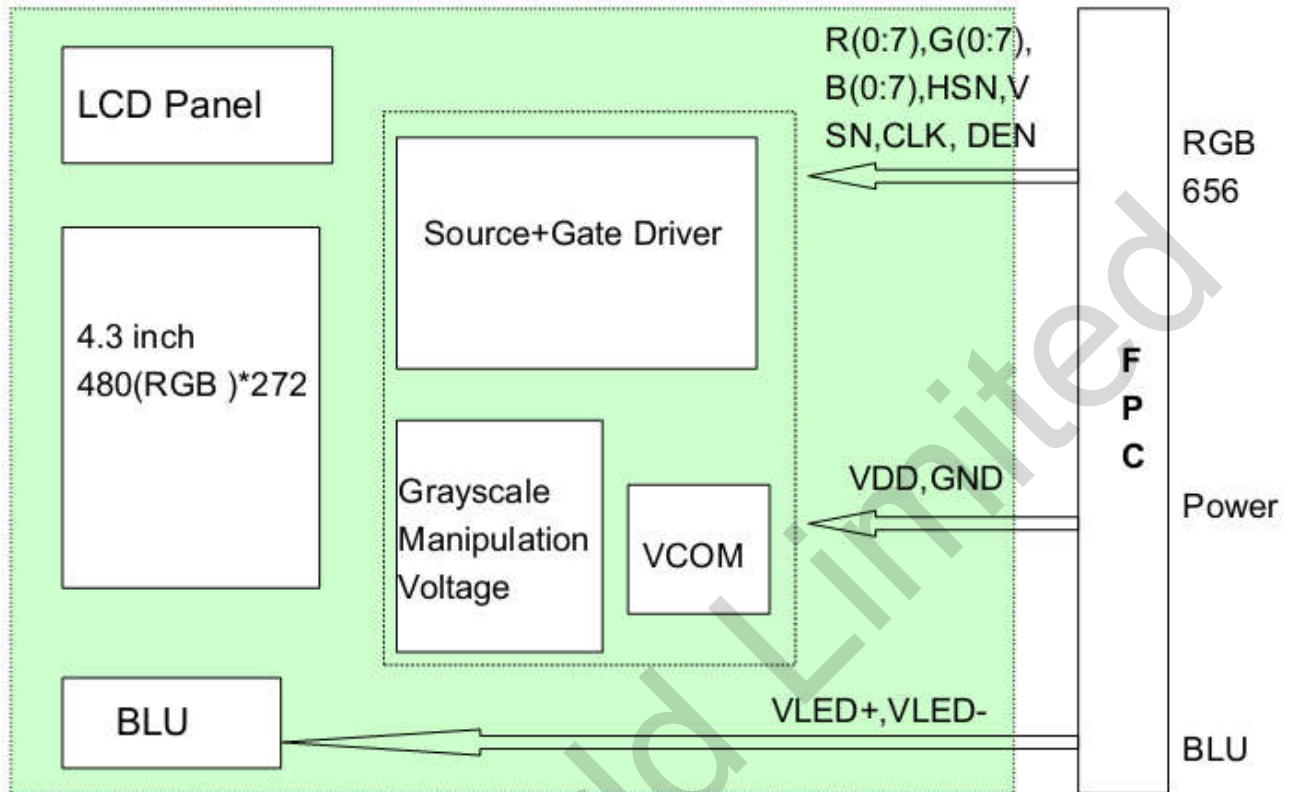 LCD Panel
4.3 inch
480(RGB )*272
BLU
Source+Gate Driver
Grayscale
Manipulation
Voltage
VCOM
R(0:7),G(0:7),
B(0:7),HSN,V
SN,CLK, DEN
VDD,GND
VLED+,VLED-
F
P
C
RGB
656
Power
BLU
Limited